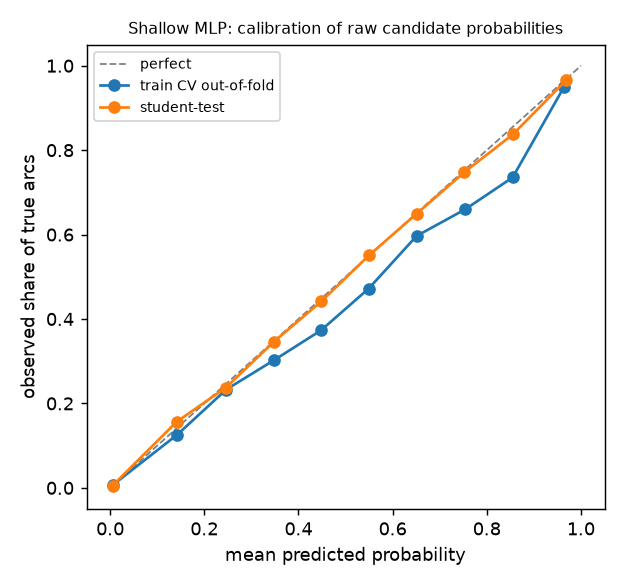 Shallow MLP: calibration of raw candidate probabilities
perfect
train CV out-of-fold
student-test
observed share of true arcs
1.0
0.8
0.6
0.4
0.2
0.0
0.0 0.2 0.4 0.6 0.8 1.0
mean predicted probability